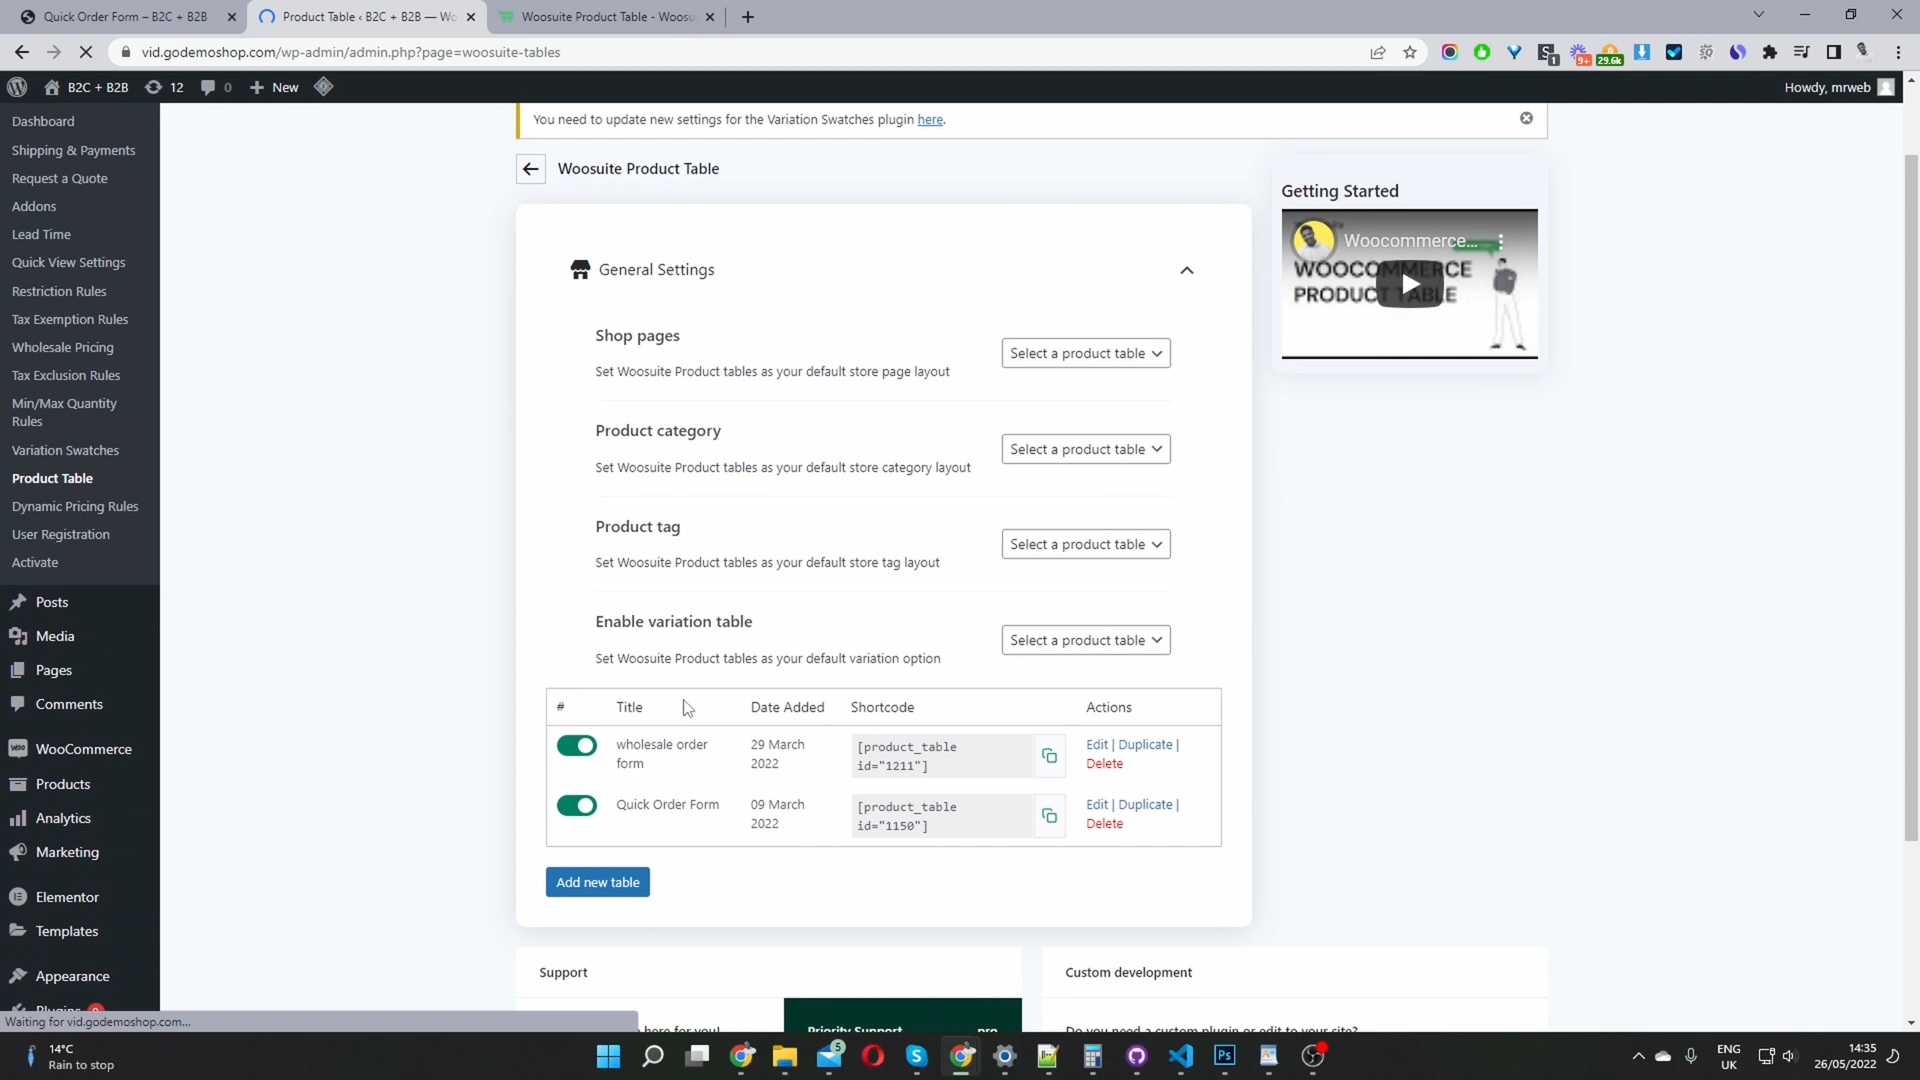 Quick Order Form – B2C + B2B
Product Table ‹ B2C + B2B — Wo
Woosuite Product Table - Woosu
vid.godemoshop.com/wp-admin/admin.php?page=woosuite-tables
1
9+
29.6k
B2C + B2B
12
0
New
Howdy, mrweb
Dashboard
Shipping & Payments
Request a Quote
Addons
Lead Time
Quick View Settings
Restriction Rules
Tax Exemption Rules
Wholesale Pricing
Tax Exclusion Rules
Min/Max Quantity
Rules
Variation Swatches
Product Table
Dynamic Pricing Rules
User Registration
Activate
Posts
Media
Pages
Comments
WooCommerce
Products
Analytics
Marketing
Elementor
Templates
Appearance
Plugins
You need to update new settings for the Variation Swatches plugin here.
Woosuite Product Table
General Settings
Shop pages
Select a product table
Set Woosuite Product tables as your default store page layout
Product category
Select a product table
Set Woosuite Product tables as your default store category layout
Product tag
Select a product table
Set Woosuite Product tables as your default store tag layout
Enable variation table
Select a product table
Set Woosuite Product tables as your default variation option
# Title Date Added Shortcode Actions
wholesale order
form
29 March
2022
[product_table
id="1211"]
Edit | Duplicate |
Delete
Quick Order Form
09 March
2022
[product_table
id="1150"]
Edit | Duplicate |
Delete
Add new table
Getting Started
Woocommerce...
WOOCOMMERCE
PRODUCT TABLE
Support
Custom development
here for you!
Priority Support
pro
Do you need a custom plugin or edit to your site?
Waiting for vid.godemoshop.com...
14°C
Rain to stop
5
ENG
UK
14:35
26/05/2022